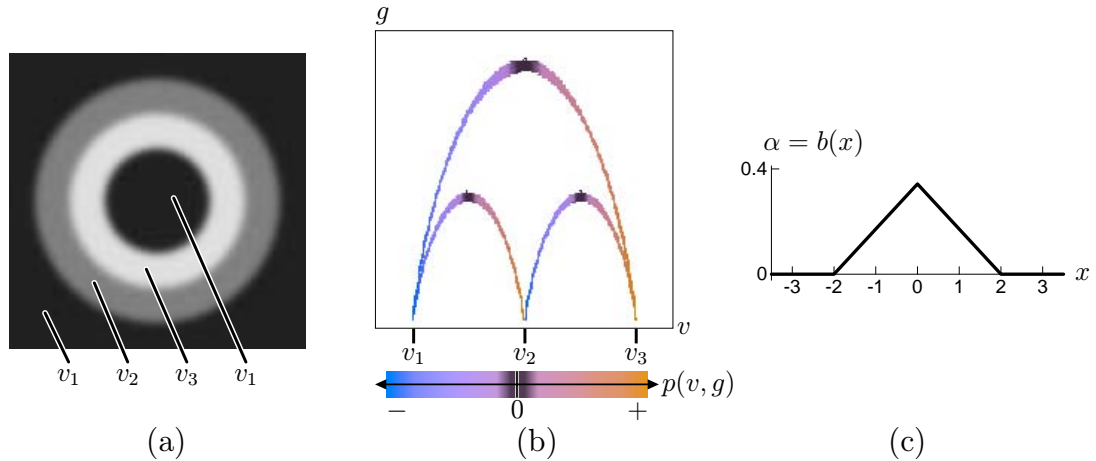 v₁ v₂ v₃ v₁
(a)
g
v
v₁ v₂ v₃
p(v, g)
− 0 +
(b)
α = b(x)
0.4
0
x
-3 -2 -1 0 1 2 3
(c)